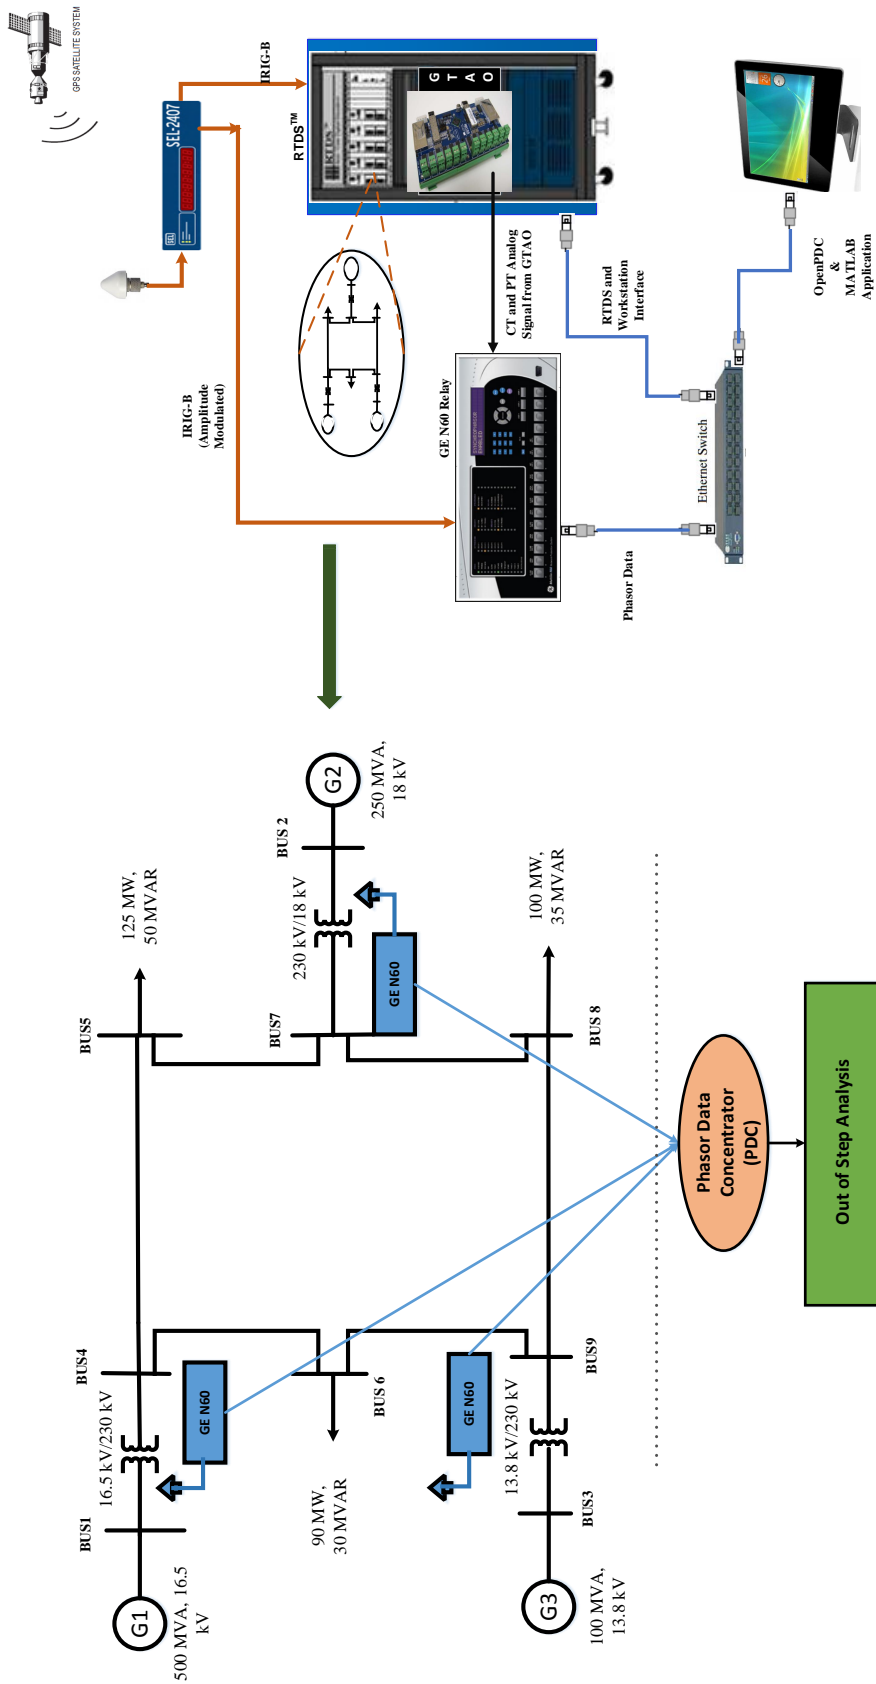 GPS SATELLITE SYSTEM
SEL-2407
SEL
IRIG-B
RTDS™
RTDS
G
T
A
O
IRIG-B
(Amplitude
Modulated)
CT and PT Analog
Signal from GTAO
GE N60 Relay
SYNCHROPHASOR
ENABLED
RTDS and
Workstation
Interface
OpenPDC
&
MATLAB
Application
Ethernet Switch
Phasor Data
G1
500 MVA, 16.5
kV
BUS1
16.5 kV/230 kV
BUS4
GE N60
BUS5
125 MW,
50 MVAR
90 MW,
30 MVAR
BUS 6
BUS7
230 kV/18 kV
GE N60
BUS 2
G2
250 MVA,
18 kV
G3
100 MVA,
13.8 kV
BUS3
13.8 kV/230 kV
GE N60
BUS9
BUS 8
100 MW,
35 MVAR
Phasor Data
Concentrator
(PDC)
Out of Step Analysis